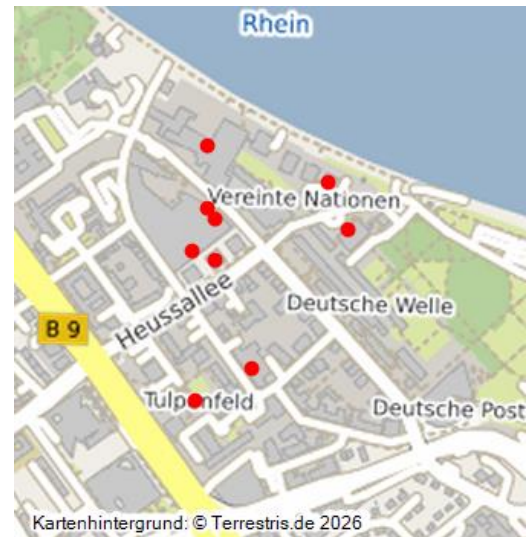 Rhein
Vereinte Nationen
Deutsche Welle
Heussallee
B 9
Tulpenfeld
Deutsche Post
Kartenhintergrund: © Terrestris.de 2026